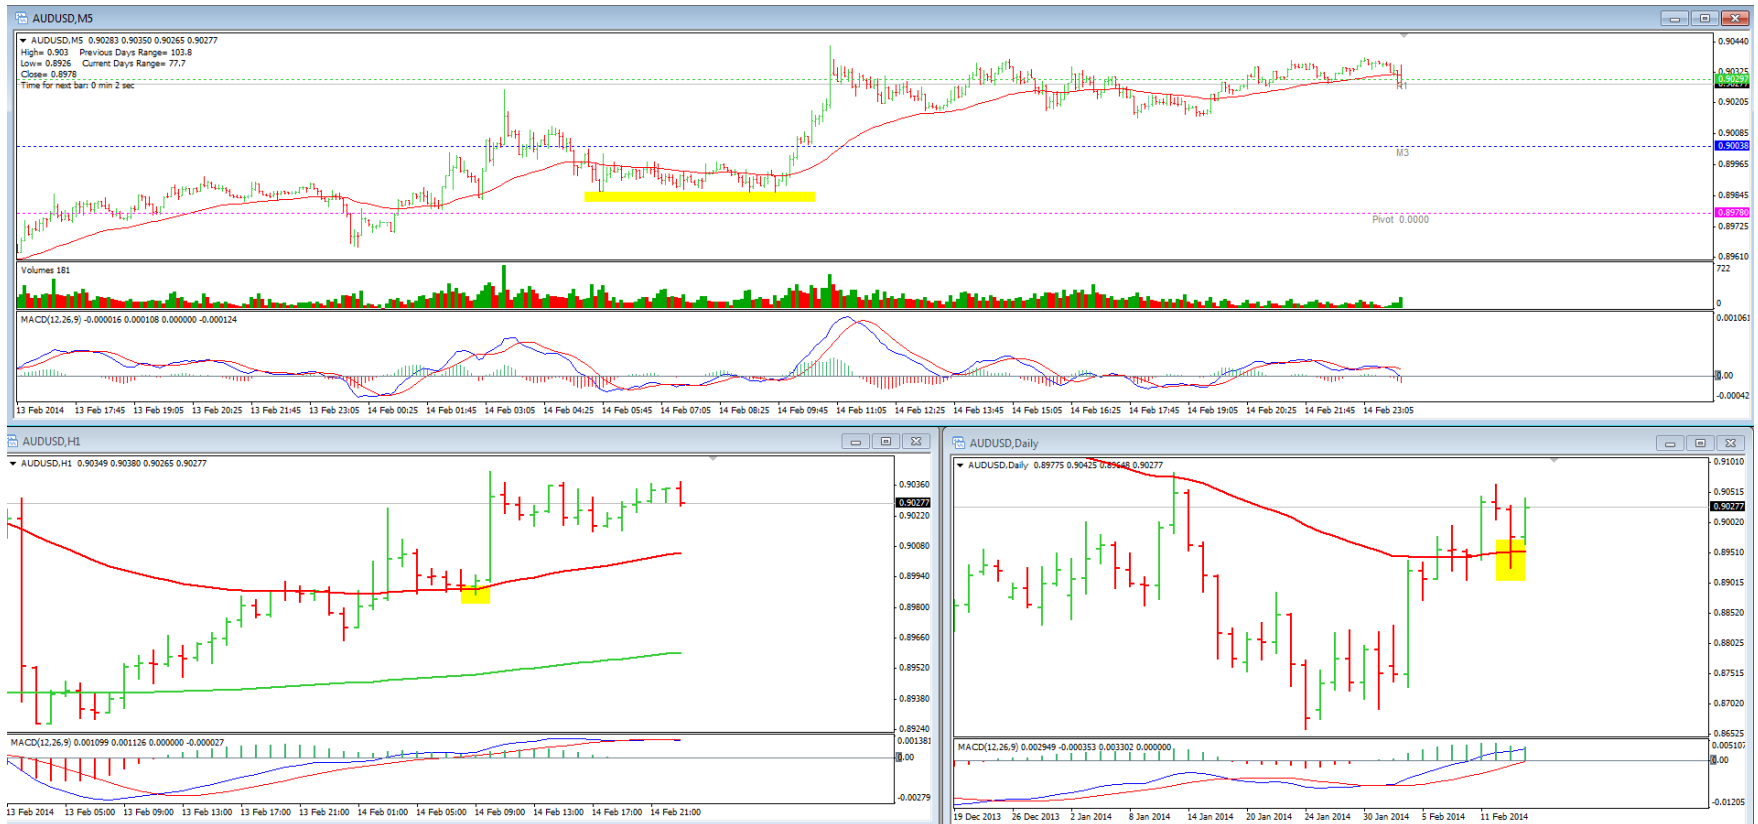 AUDUSD,M5
AUDUSD,M5 0.90283 0.90350 0.90265 0.90277
High= 0.903 Previous Days Range= 103.8
Low= 0.8926 Current Days Range= 77.7
Close= 0.8978
Time for next bar: 0 min 2 sec
0.90440
0.90325
0.90297
0.90277
R1
0.90205
0.90085
0.90038
M3
0.89965
0.89845
0.89780
Pivot 0.0000
0.89725
0.89610
Volumes 181
722
0
MACD(12,26,9) -0.000016 0.000108 0.000000 -0.000124
0.001061
0.00
-0.00042
13 Feb 2014 13 Feb 17:45 13 Feb 19:05 13 Feb 20:25 13 Feb 21:45 13 Feb 23:05 14 Feb 00:25 14 Feb 01:45 14 Feb 03:05 14 Feb 04:25 14 Feb 05:45 14 Feb 07:05 14 Feb 08:25 14 Feb 09:45 14 Feb 11:05 14 Feb 12:25 14 Feb 13:45 14 Feb 15:05 14 Feb 16:25 14 Feb 17:45 14 Feb 19:05 14 Feb 20:25 14 Feb 21:45 14 Feb 23:05
AUDUSD,H1
AUDUSD,H1 0.90349 0.90380 0.90265 0.90277
0.90360
0.90277
0.90220
0.90080
0.89940
0.89800
0.89660
0.89520
0.89380
0.89240
MACD(12,26,9) 0.001099 0.001126 0.000000 -0.000027
0.001381
0.00
-0.00279
13 Feb 2014 13 Feb 05:00 13 Feb 09:00 13 Feb 13:00 13 Feb 17:00 13 Feb 21:00 14 Feb 01:00 14 Feb 05:00 14 Feb 09:00 14 Feb 13:00 14 Feb 17:00 14 Feb 21:00
AUDUSD,Daily
AUDUSD,Daily 0.89775 0.90425 0.89648 0.90277
0.91010
0.90515
0.90277
0.90020
0.89510
0.89015
0.88520
0.88025
0.87515
0.87020
0.86525
MACD(12,26,9) 0.002949 -0.000353 0.003302 0.000000
0.005107
0.00
-0.01205
19 Dec 2013 26 Dec 2013 2 Jan 2014 8 Jan 2014 14 Jan 2014 20 Jan 2014 24 Jan 2014 30 Jan 2014 5 Feb 2014 11 Feb 2014